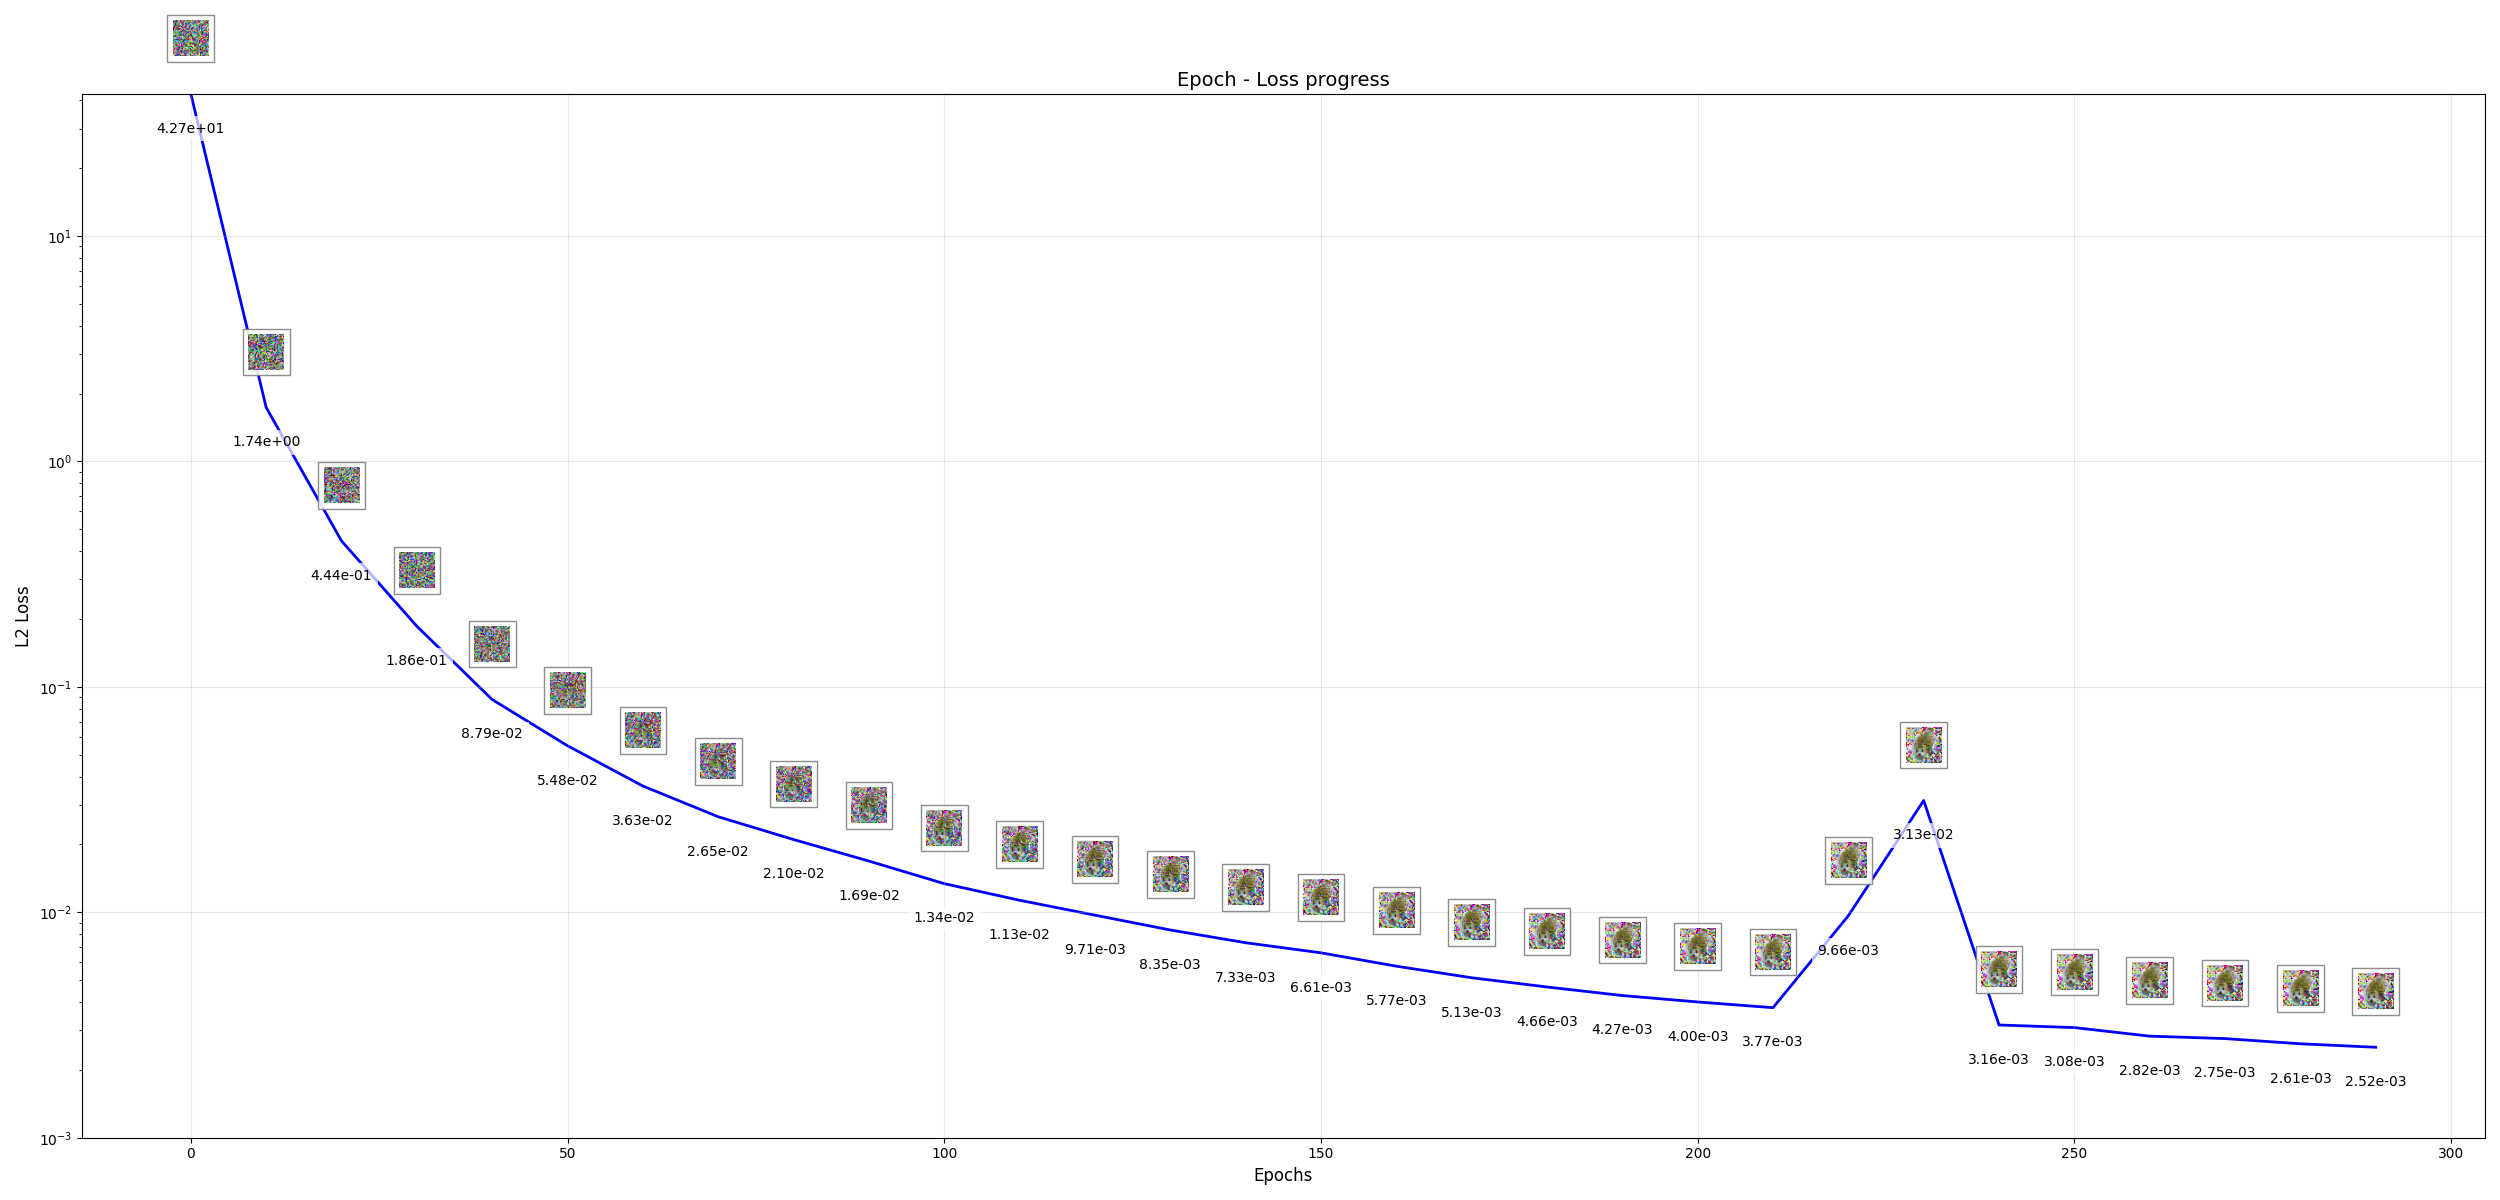 Epoch - Loss progress
L2 Loss
10¹
10⁰
10⁻¹
10⁻²
10⁻³
4.27e+01
1.74e+00
4.44e-01
1.86e-01
8.79e-02
5.48e-02
3.63e-02
2.65e-02
2.10e-02
1.69e-02
1.34e-02
1.13e-02
9.71e-03
8.35e-03
7.33e-03
6.61e-03
5.77e-03
5.13e-03
4.66e-03
4.27e-03
4.00e-03
3.77e-03
9.66e-03
3.13e-02
3.16e-03
3.08e-03
2.82e-03
2.75e-03
2.61e-03
2.52e-03
0 50 100 150 200 250 300
Epochs